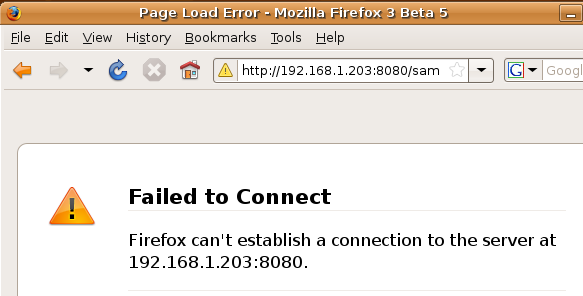 Page Load Error - Mozilla Firefox 3 Beta 5
File Edit View History Bookmarks Tools Help
http://192.168.1.203:8080/sam G Googl
Failed to Connect
Firefox can't establish a connection to the server at
192.168.1.203:8080.